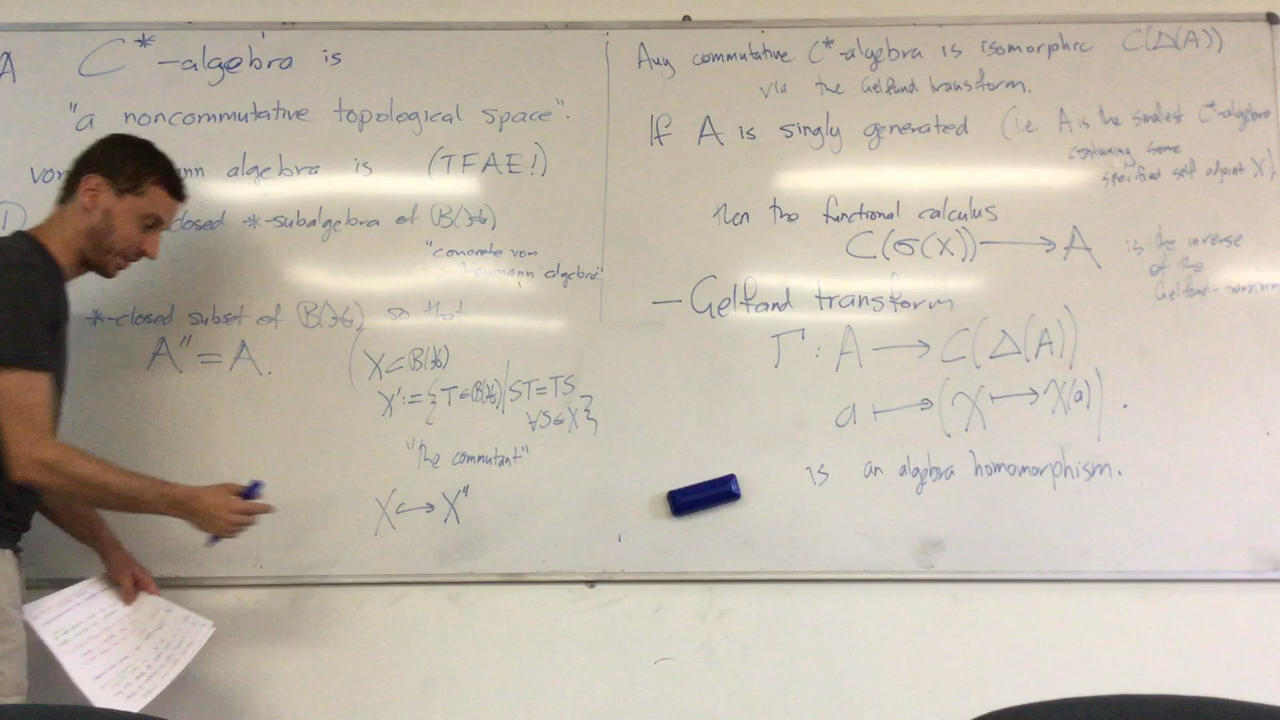 A C*-algebra is
"a noncommutative topological space".
von ...nn algebra is (TFAE!)
1) closed *-subalgebra of B(ℋ)
"concrete von
Neumann algebra"
*-closed subset of B(ℋ) so that
A'' = A.
(X ⊂ B(ℋ)
X' := {T ∈ B(ℋ) | ST = TS
∀S ∈ X}
"the commutant"
X ↪ X''
Any commutative C*-algebra is isomorphic C(Δ(A))
via the Gelfand transform.
If A is singly generated (i.e. A is the smallest C*-algebra
containing some
specified self adjoint X)
then the functional calculus
C(σ(X)) ⟶ A is the inverse
of the
Gelfand-transform
– Gelfand transform
Γ : A ⟶ C(Δ(A))
a ⟼ (χ ⟼ χ(a)).
is an algebra homomorphism.